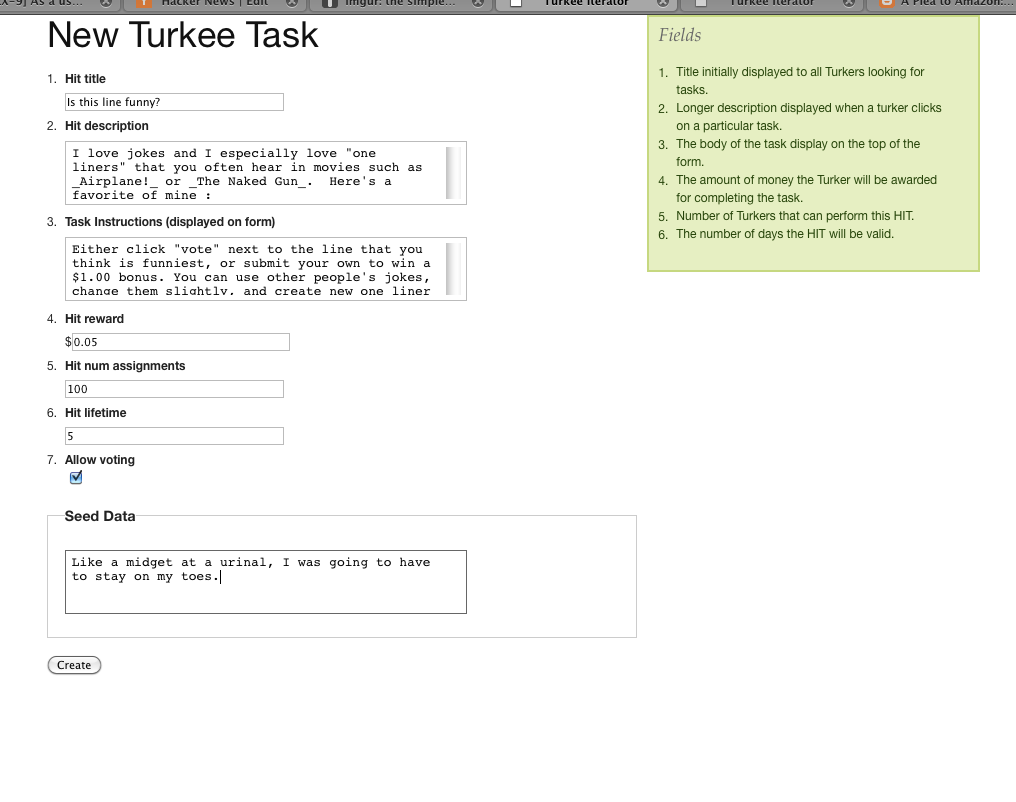 X-9] As a us...
Hacker News | Edit
Imgur: the simple...
Turkee Iterator
Turkee Iterator
A Plea to Amazon:...
New Turkee Task
1. Hit title
Is this line funny?
2. Hit description
I love jokes and I especially love "one
liners" that you often hear in movies such as
_Airplane!_ or _The Naked Gun_.  Here's a
favorite of mine :
3. Task Instructions (displayed on form)
Either click "vote" next to the line that you
think is funniest, or submit your own to win a
$1.00 bonus. You can use other people's jokes,
change them slightly, and create new one liner
4. Hit reward
$0.05
5. Hit num assignments
100
6. Hit lifetime
5
7. Allow voting
Seed Data
Like a midget at a urinal, I was going to have
to stay on my toes.
Create
Fields
1. Title initially displayed to all Turkers looking for
tasks.
2. Longer description displayed when a turker clicks
on a particular task.
3. The body of the task display on the top of the
form.
4. The amount of money the Turker will be awarded
for completing the task.
5. Number of Turkers that can perform this HIT.
6. The number of days the HIT will be valid.